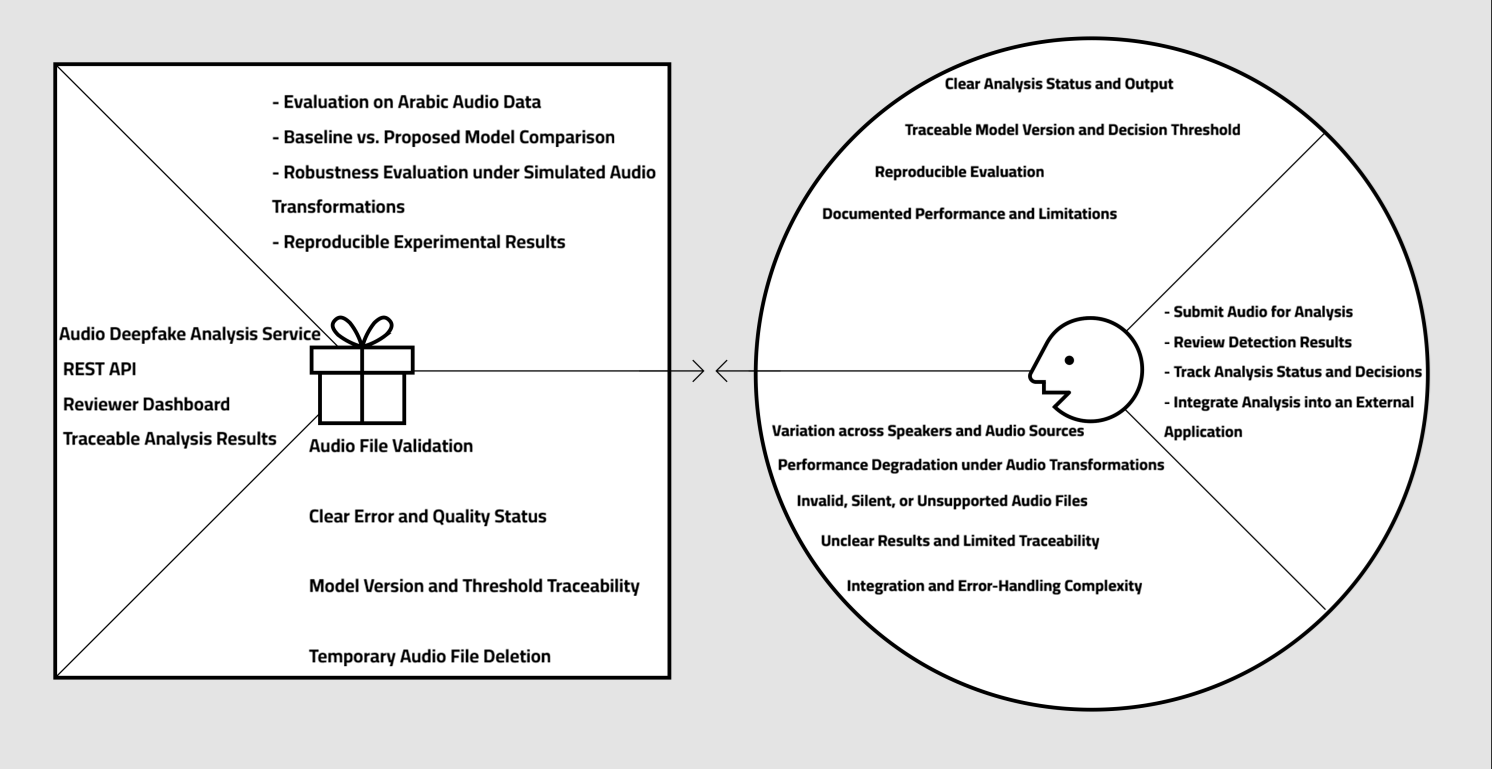 - Evaluation on Arabic Audio Data
- Baseline vs. Proposed Model Comparison
- Robustness Evaluation under Simulated Audio
Transformations
- Reproducible Experimental Results
Audio Deepfake Analysis Service
REST API
Reviewer Dashboard
Traceable Analysis Results
Audio File Validation
Clear Error and Quality Status
Model Version and Threshold Traceability
Temporary Audio File Deletion
Clear Analysis Status and Output
Traceable Model Version and Decision Threshold
Reproducible Evaluation
Documented Performance and Limitations
- Submit Audio for Analysis
- Review Detection Results
- Track Analysis Status and Decisions
- Integrate Analysis into an External
Application
Variation across Speakers and Audio Sources
Performance Degradation under Audio Transformations
Invalid, Silent, or Unsupported Audio Files
Unclear Results and Limited Traceability
Integration and Error-Handling Complexity